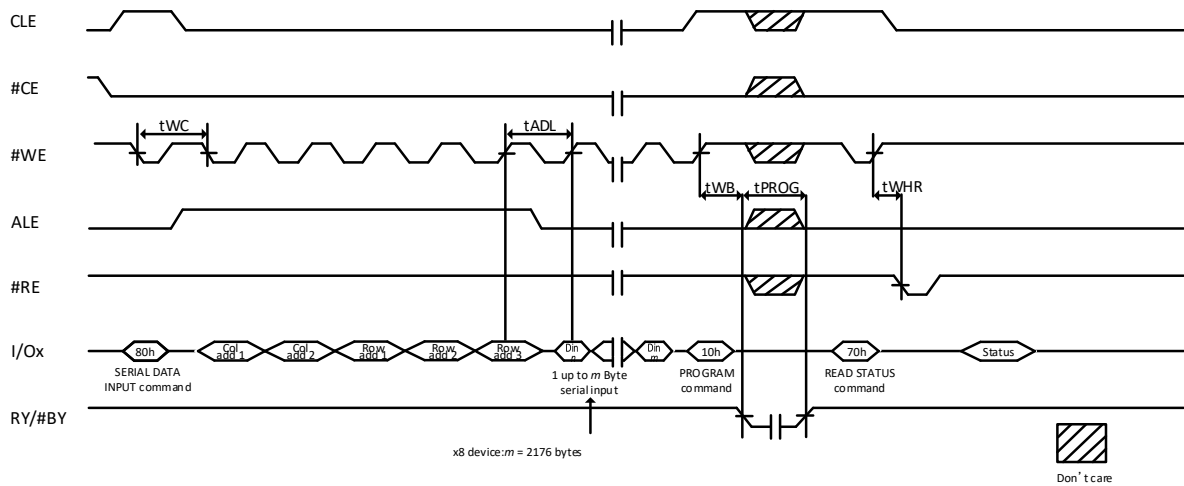 CLE
#CE
tWC
tADL
#WE
tWB
tPROG
tWHR
ALE
#RE
I/Ox
80h
Col
add 1
Col
add 2
Row
add 1
Row
add 2
Row
add 3
Din
Din
10h
70h
Status
SERIAL DATA
INPUT command
1 up to m Byte
serial input
PROGRAM
command
READ STATUS
command
RY/#BY
x8 device:m = 2176 bytes
Don't care